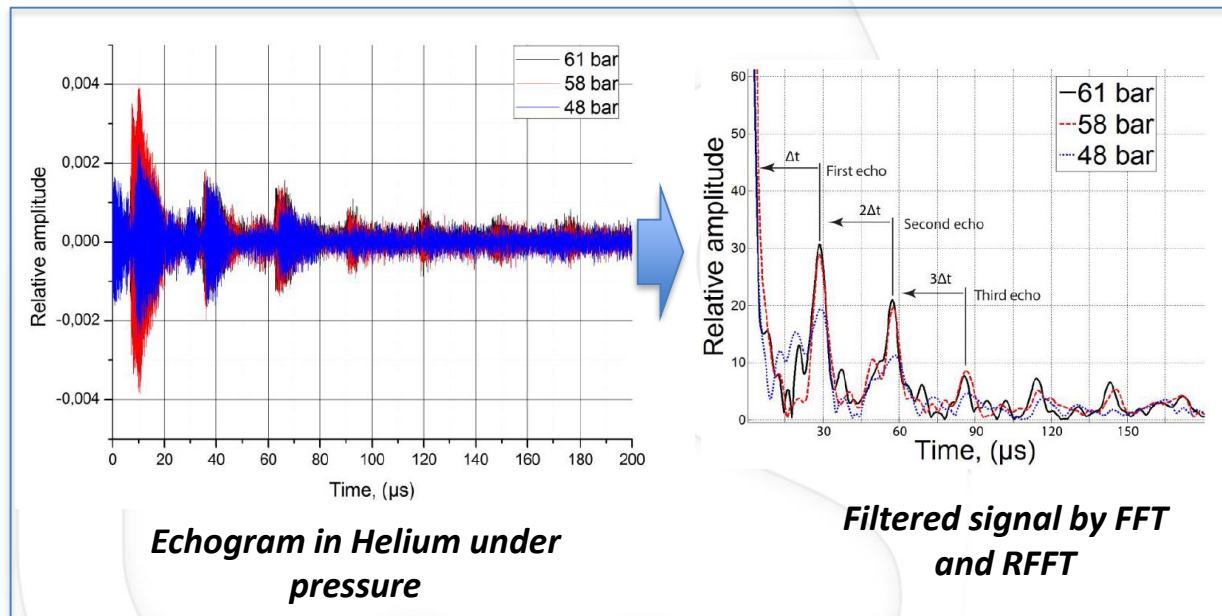 61 bar
58 bar
48 bar
0,004
0,002
0,000
-0,002
-0,004
Relative amplitude
0 20 40 60 80 100 120 140 160 180 200
Time, (µs)
Echogram in Helium under
pressure
61 bar
58 bar
48 bar
60
50
40
30
20
10
0
Relative amplitude
Δt
First echo
2Δt
Second echo
3Δt
Third echo
30 60 90 120 150
Time, (µs)
Filtered signal by FFT
and RFFT